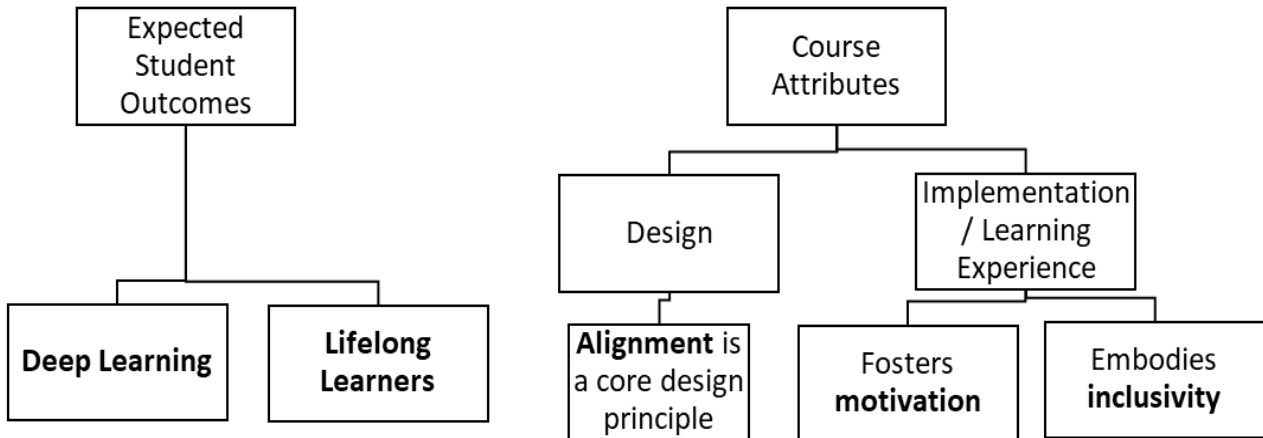 Expected
Student
Outcomes
Deep Learning
Lifelong
Learners
Course
Attributes
Design
Implementation
/ Learning
Experience
Alignment is
a core design
principle
Fosters
motivation
Embodies
inclusivity